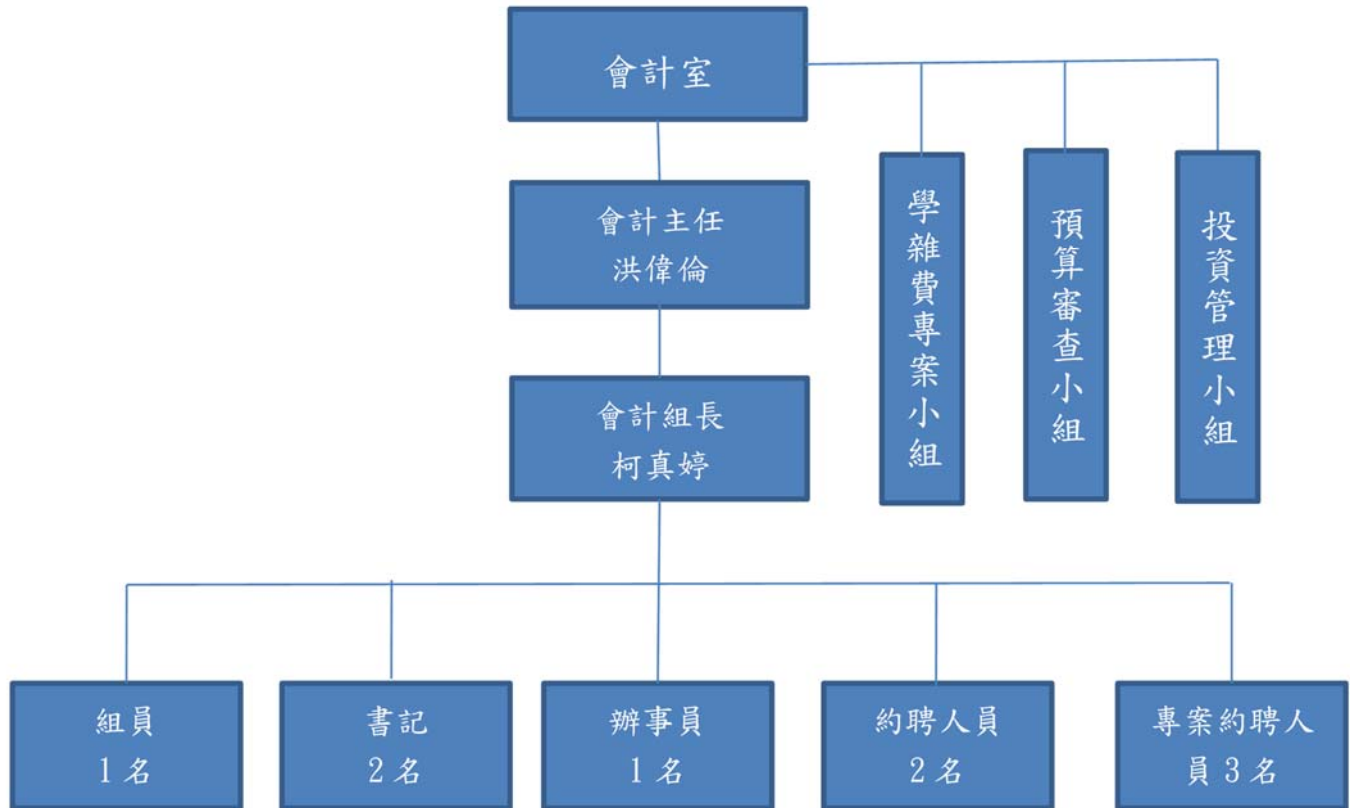 會計室
會計主任
洪偉倫
會計組長
柯真婷
學雜費專案小組
預算審查小組
投資管理小組
組員
1名
書記
2名
辦事員
1名
約聘人員
2名
專案約聘人
員3名